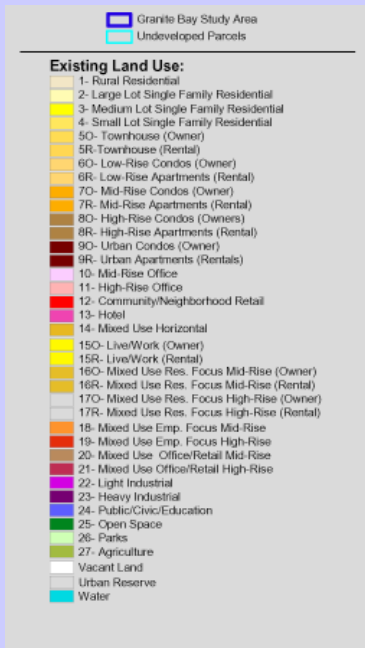 Granite Bay Study Area
Undeveloped Parcels
Existing Land Use:
1- Rural Residential
2- Large Lot Single Family Residential
3- Medium Lot Single Family Residential
4- Small Lot Single Family Residential
5O- Townhouse (Owner)
5R-Townhouse (Rental)
6O- Low-Rise Condos (Owner)
6R- Low-Rise Apartments (Rental)
7O- Mid-Rise Condos (Owner)
7R- Mid-Rise Apartments (Rental)
8O- High-Rise Condos (Owners)
8R- High-Rise Apartments (Rental)
9O- Urban Condos (Owner)
9R- Urban Apartments (Rentals)
10- Mid-Rise Office
11- High-Rise Office
12- Community/Neighborhood Retail
13- Hotel
14- Mixed Use Horizontal
15O- Live/Work (Owner)
15R- Live/Work (Rental)
16O- Mixed Use Res. Focus Mid-Rise (Owner)
16R- Mixed Use Res. Focus Mid-Rise (Rental)
17O- Mixed Use Res. Focus High-Rise (Owner)
17R- Mixed Use Res. Focus High-Rise (Rental)
18- Mixed Use Emp. Focus Mid-Rise
19- Mixed Use Emp. Focus High-Rise
20- Mixed Use Office/Retail Mid-Rise
21- Mixed Use Office/Retail High-Rise
22- Light Industrial
23- Heavy Industrial
24- Public/Civic/Education
25- Open Space
26- Parks
27- Agriculture
Vacant Land
Urban Reserve
Water